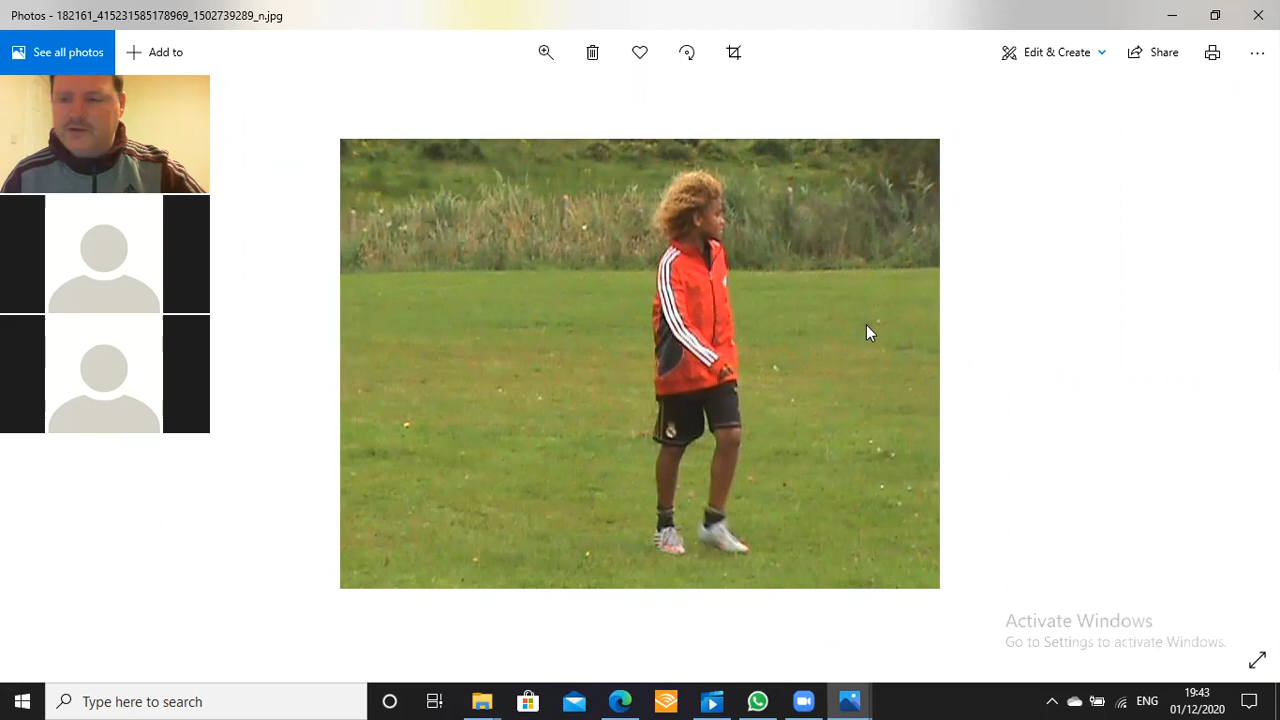 Photos - 182161_415231585178969_1502739289_n.jpg
See all photos
Add to
Edit & Create
Share
Activate Windows
Go to Settings to activate Windows.
Type here to search
ENG
19:43
01/12/2020